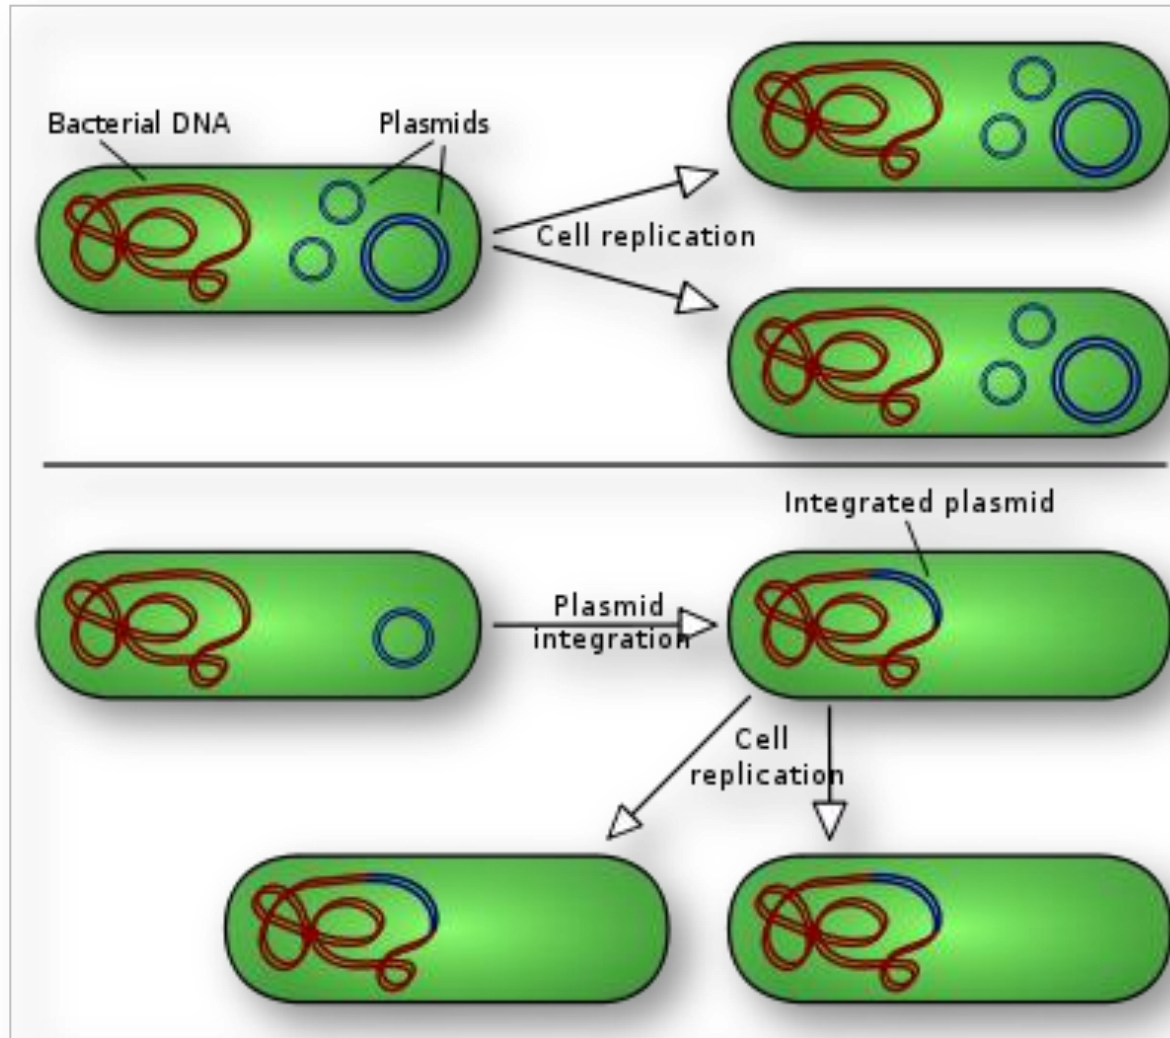 Bacterial DNA
Plasmids
Cell replication
Integrated plasmid
Plasmid
integration
Cell
replication